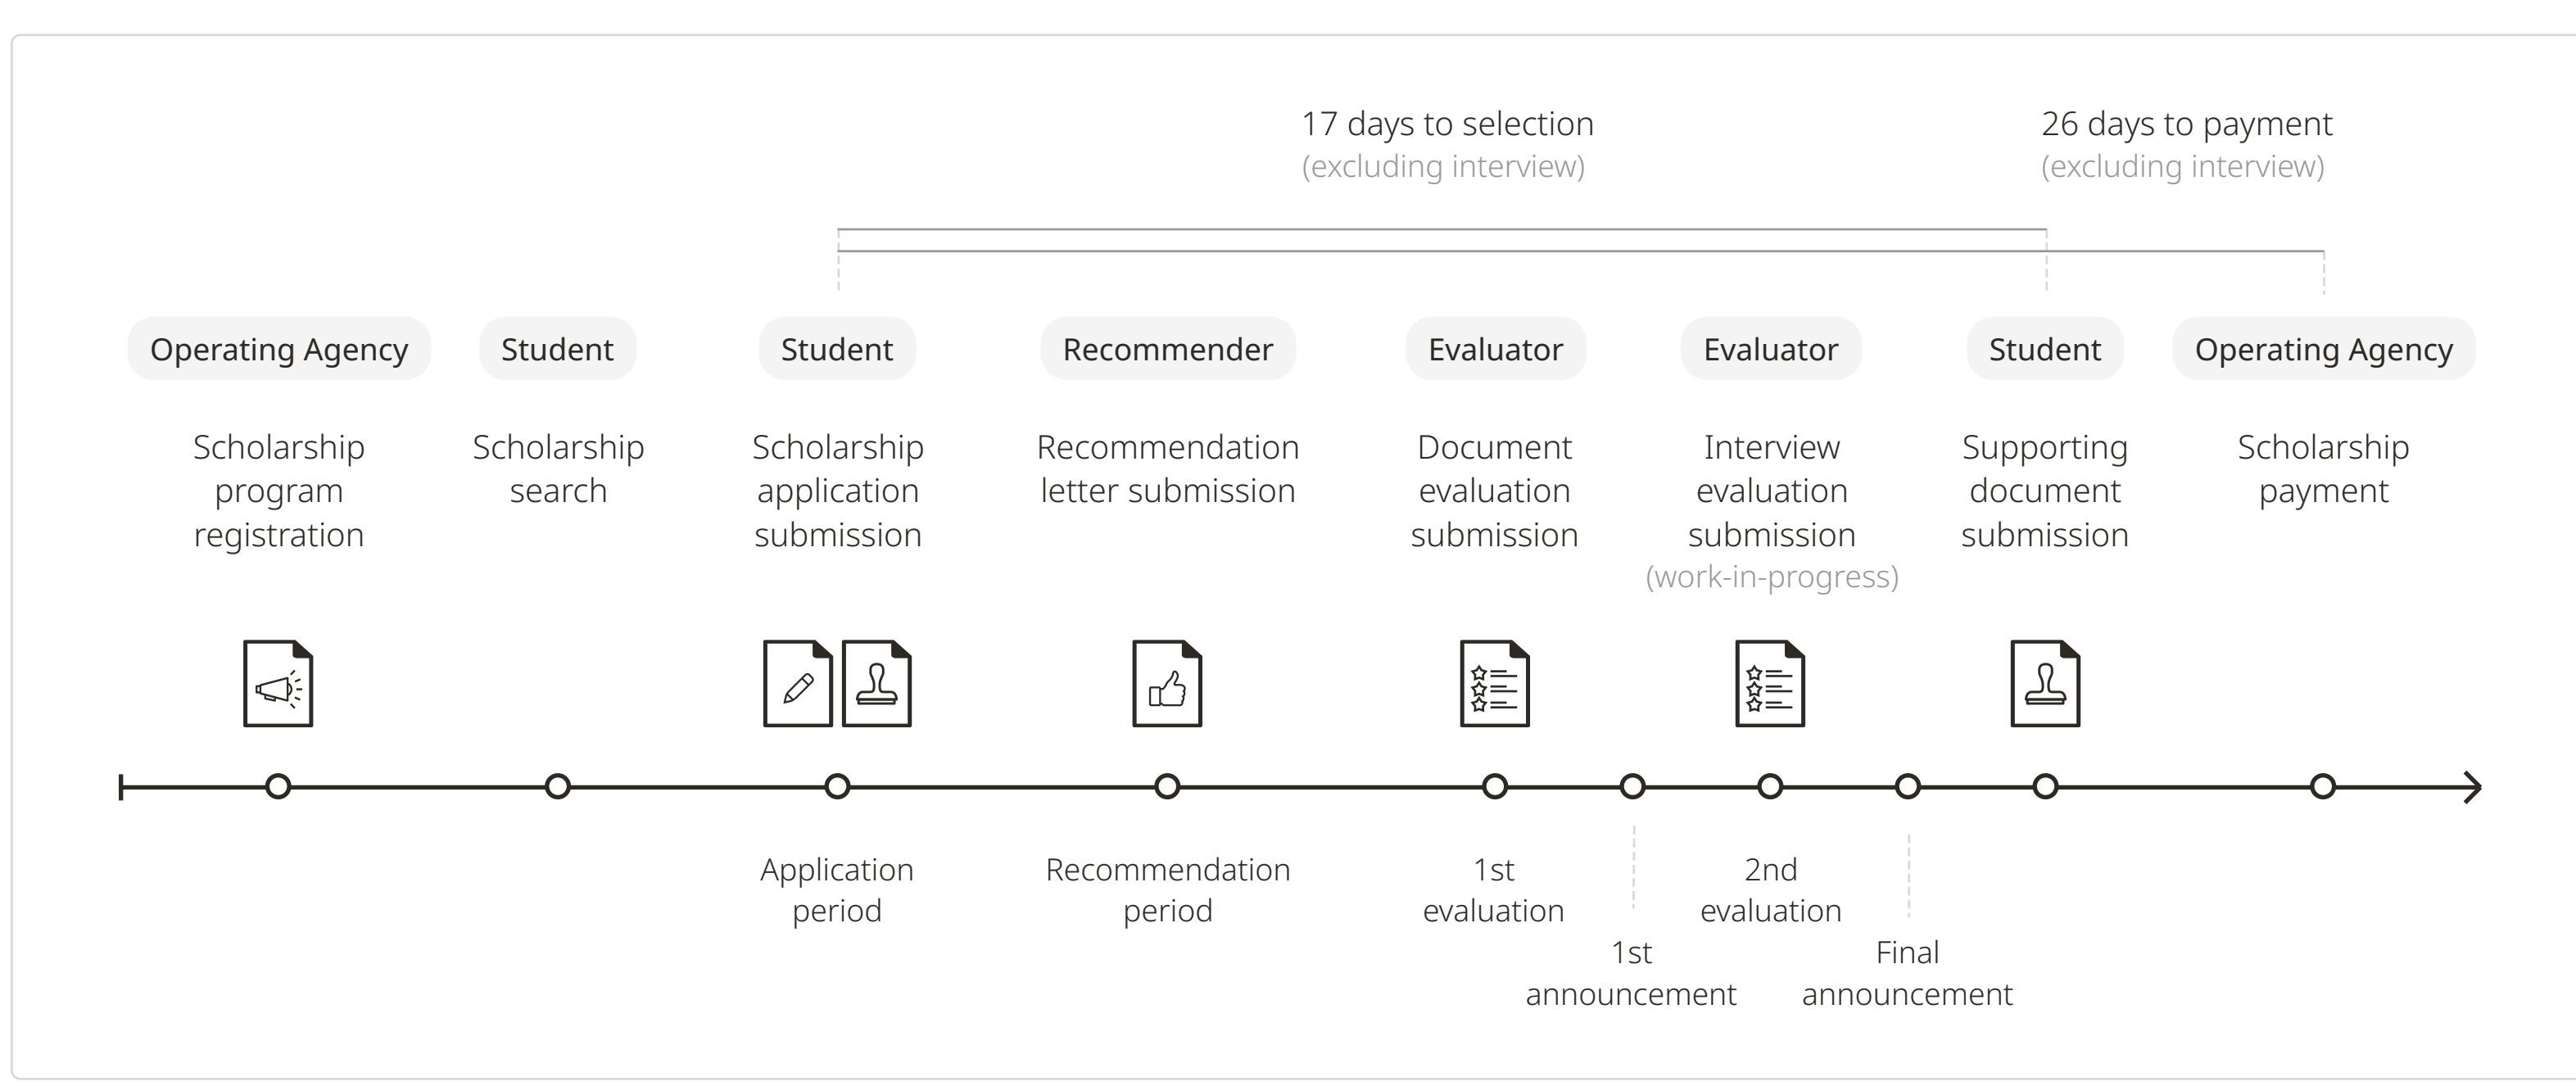 17 days to selection
(excluding interview)
26 days to payment
(excluding interview)
Operating Agency
Scholarship
program
registration
Student
Scholarship
search
Student
Scholarship
application
submission
Recommender
Recommendation
letter submission
Evaluator
Document
evaluation
submission
Evaluator
Interview
evaluation
submission
(work-in-progress)
Student
Supporting
document
submission
Operating Agency
Scholarship
payment
Application
period
Recommendation
period
1st
evaluation
1st
announcement
2nd
evaluation
Final
announcement